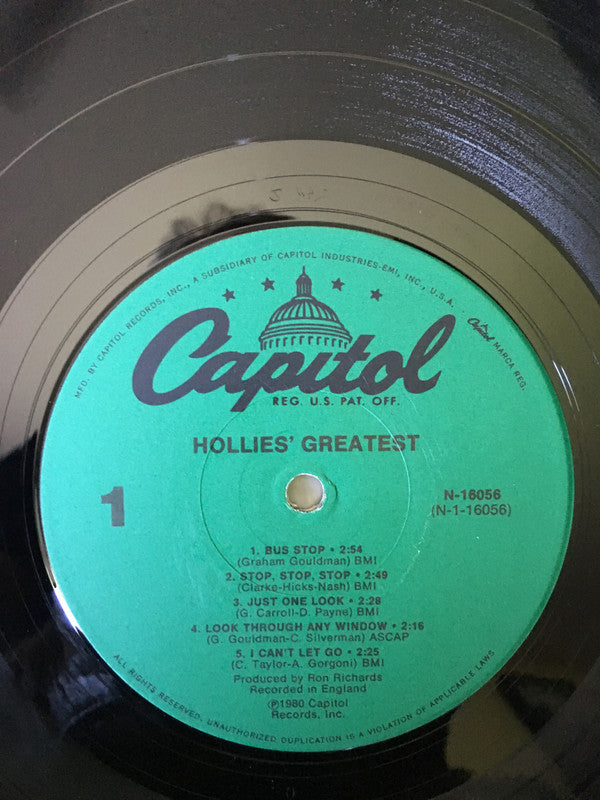 MFD. BY CAPITOL RECORDS, INC., A SUBSIDIARY OF CAPITOL INDUSTRIES-EMI, INC., U.S.A.
Capitol
REG. U.S. PAT. OFF.
Capitol MARCA REG.
HOLLIES' GREATEST
1
N-16056
(N-1-16056)
1. BUS STOP • 2:54
(Graham Gouldman) BMI
2. STOP, STOP, STOP • 2:49
(Clarke-Hicks-Nash) BMI
3. JUST ONE LOOK • 2:28
(G. Carroll-D. Payne) BMI
4. LOOK THROUGH ANY WINDOW • 2:16
(G. Gouldman-C. Silverman) ASCAP
5. I CAN'T LET GO • 2:25
(C. Taylor-A. Gorgoni) BMI
Produced by Ron Richards
Recorded in England
℗1980 Capitol
Records, Inc.
ALL RIGHTS RESERVED. UNAUTHORIZED DUPLICATION IS A VIOLATION OF APPLICABLE LAWS